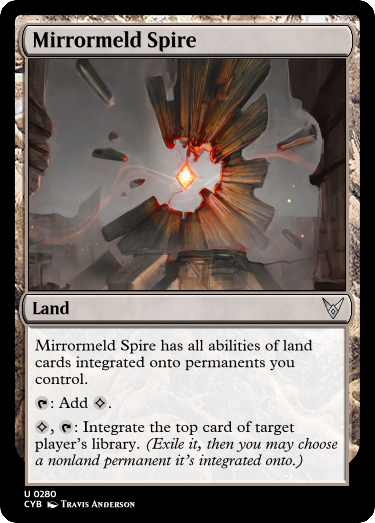 Mirrormeld Spire
Land
Mirrormeld Spire has all abilities of land
cards integrated onto permanents you
control.
: Add .
, : Integrate the top card of target
player's library. (Exile it, then you may choose
a nonland permanent it's integrated onto.)
U 0280
CYB Travis Anderson